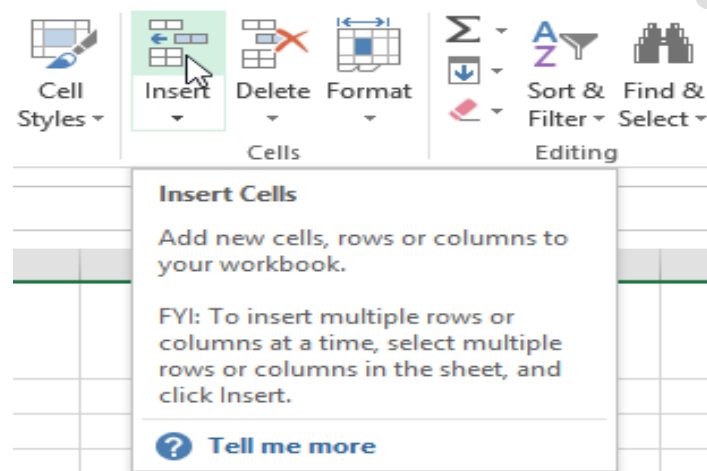 Cell
Styles
Insert
Delete
Format
Cells
Sort &
Filter
Find &
Select
Editing
Insert Cells
Add new cells, rows or columns to
your workbook.
FYI: To insert multiple rows or
columns at a time, select multiple
rows or columns in the sheet, and
click Insert.
? Tell me more